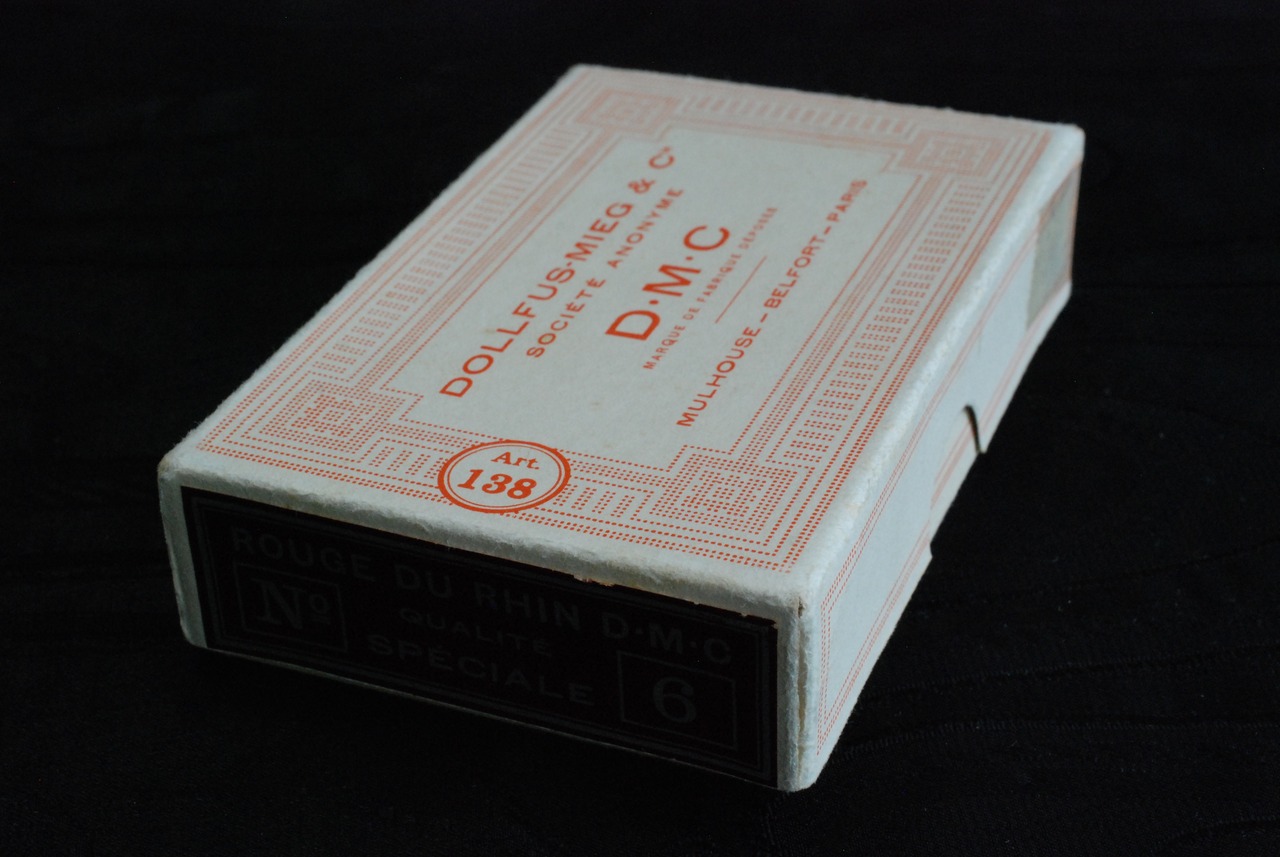 DOLLFUS-MIEG & Cie
SOCIÉTÉ ANONYME
D·M·C
MARQUE DE FABRIQUE DÉPOSÉE
MULHOUSE – BELFORT – PARIS
Art.
138
ROUGE DU RHIN D·M·C
Nº
QUALITÉ
SPÉCIALE
6